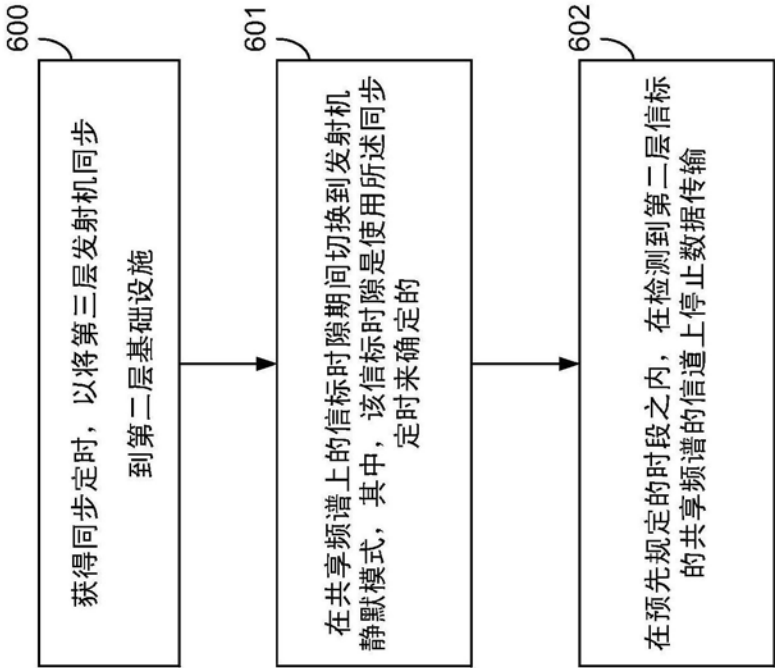 600
获得同步定时，以将第三层发射机同步
到第二层基础设施
601
在共享频谱上的信标时隙期间切换到发射机
静默模式，其中，该信标时隙是使用所述同步
定时来确定的
602
在预先规定的时段之内，在检测到第二层信标
的共享频谱的信道上停止数据传输